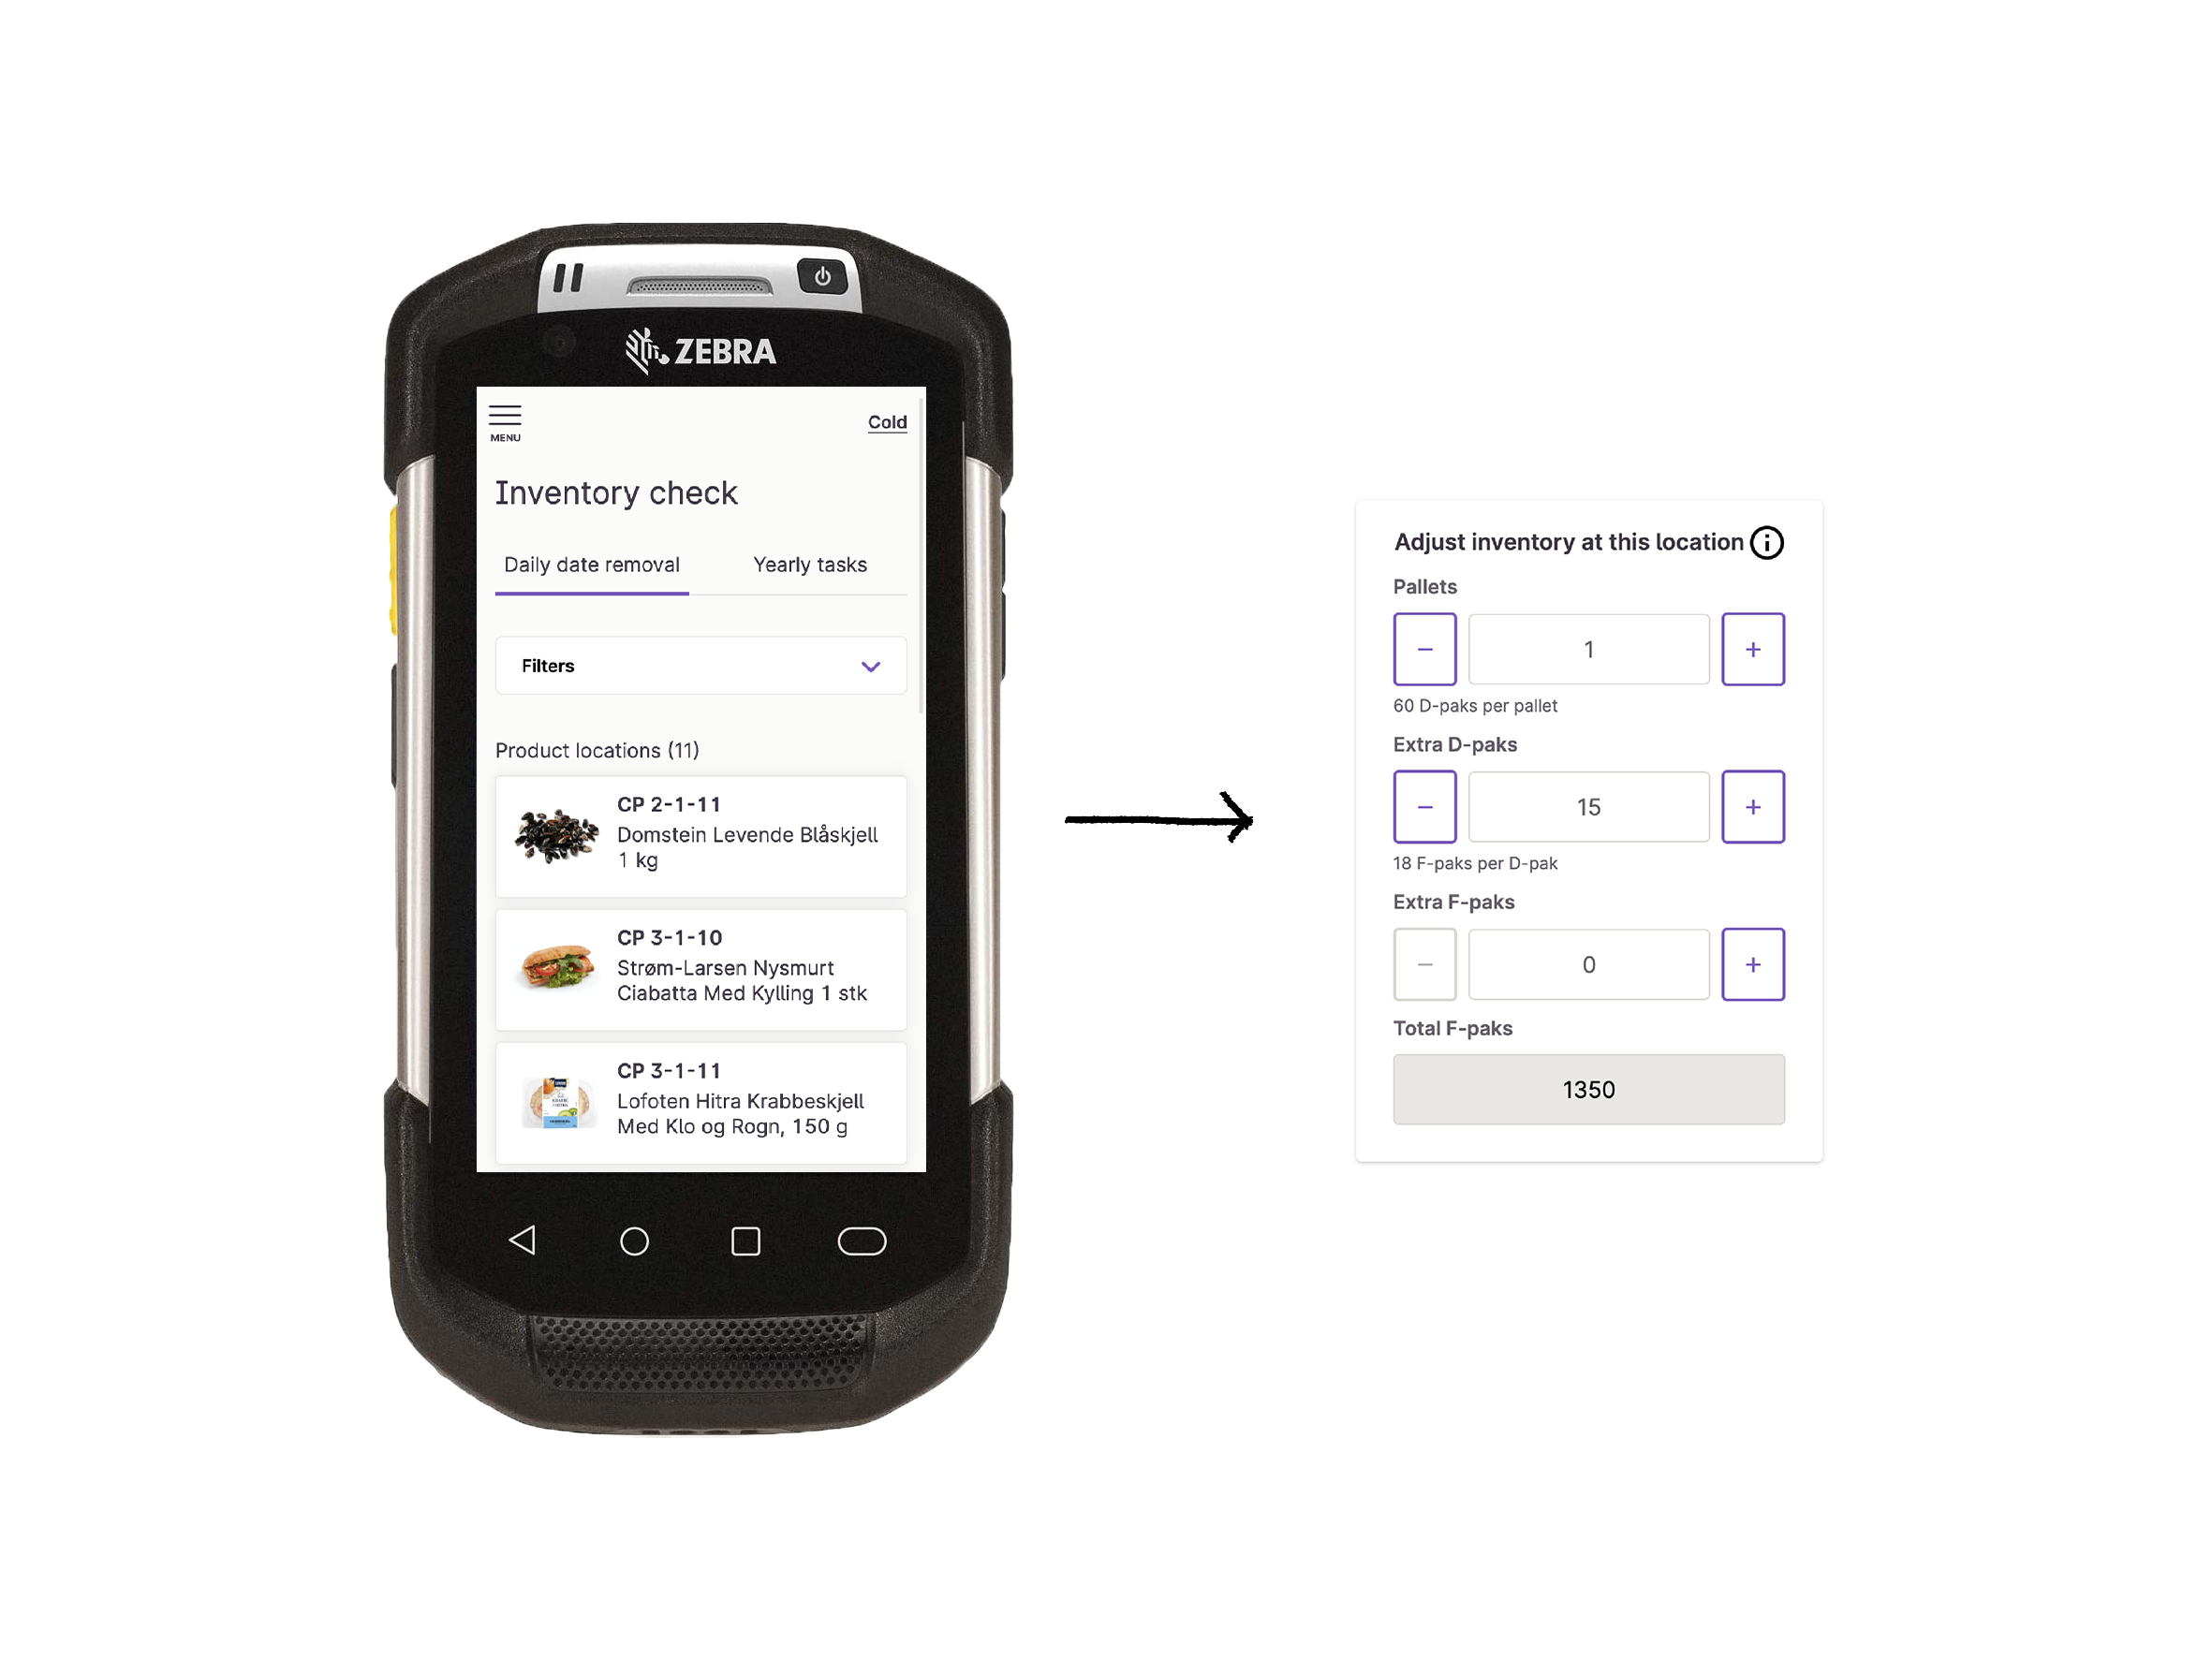 ZEBRA
MENU
Cold
Inventory check
Daily date removal
Yearly tasks
Filters
Product locations (11)
CP 2-1-11
Domstein Levende Blåskjell
1 kg
CP 3-1-10
Strøm-Larsen Nysmurt
Ciabatta Med Kylling 1 stk
CP 3-1-11
Lofoten Hitra Krabbeskjell
Med Klo og Rogn, 150 g
Adjust inventory at this location
Pallets
− 1 +
60 D-paks per pallet
Extra D-paks
− 15 +
18 F-paks per D-pak
Extra F-paks
− 0 +
Total F-paks
1350